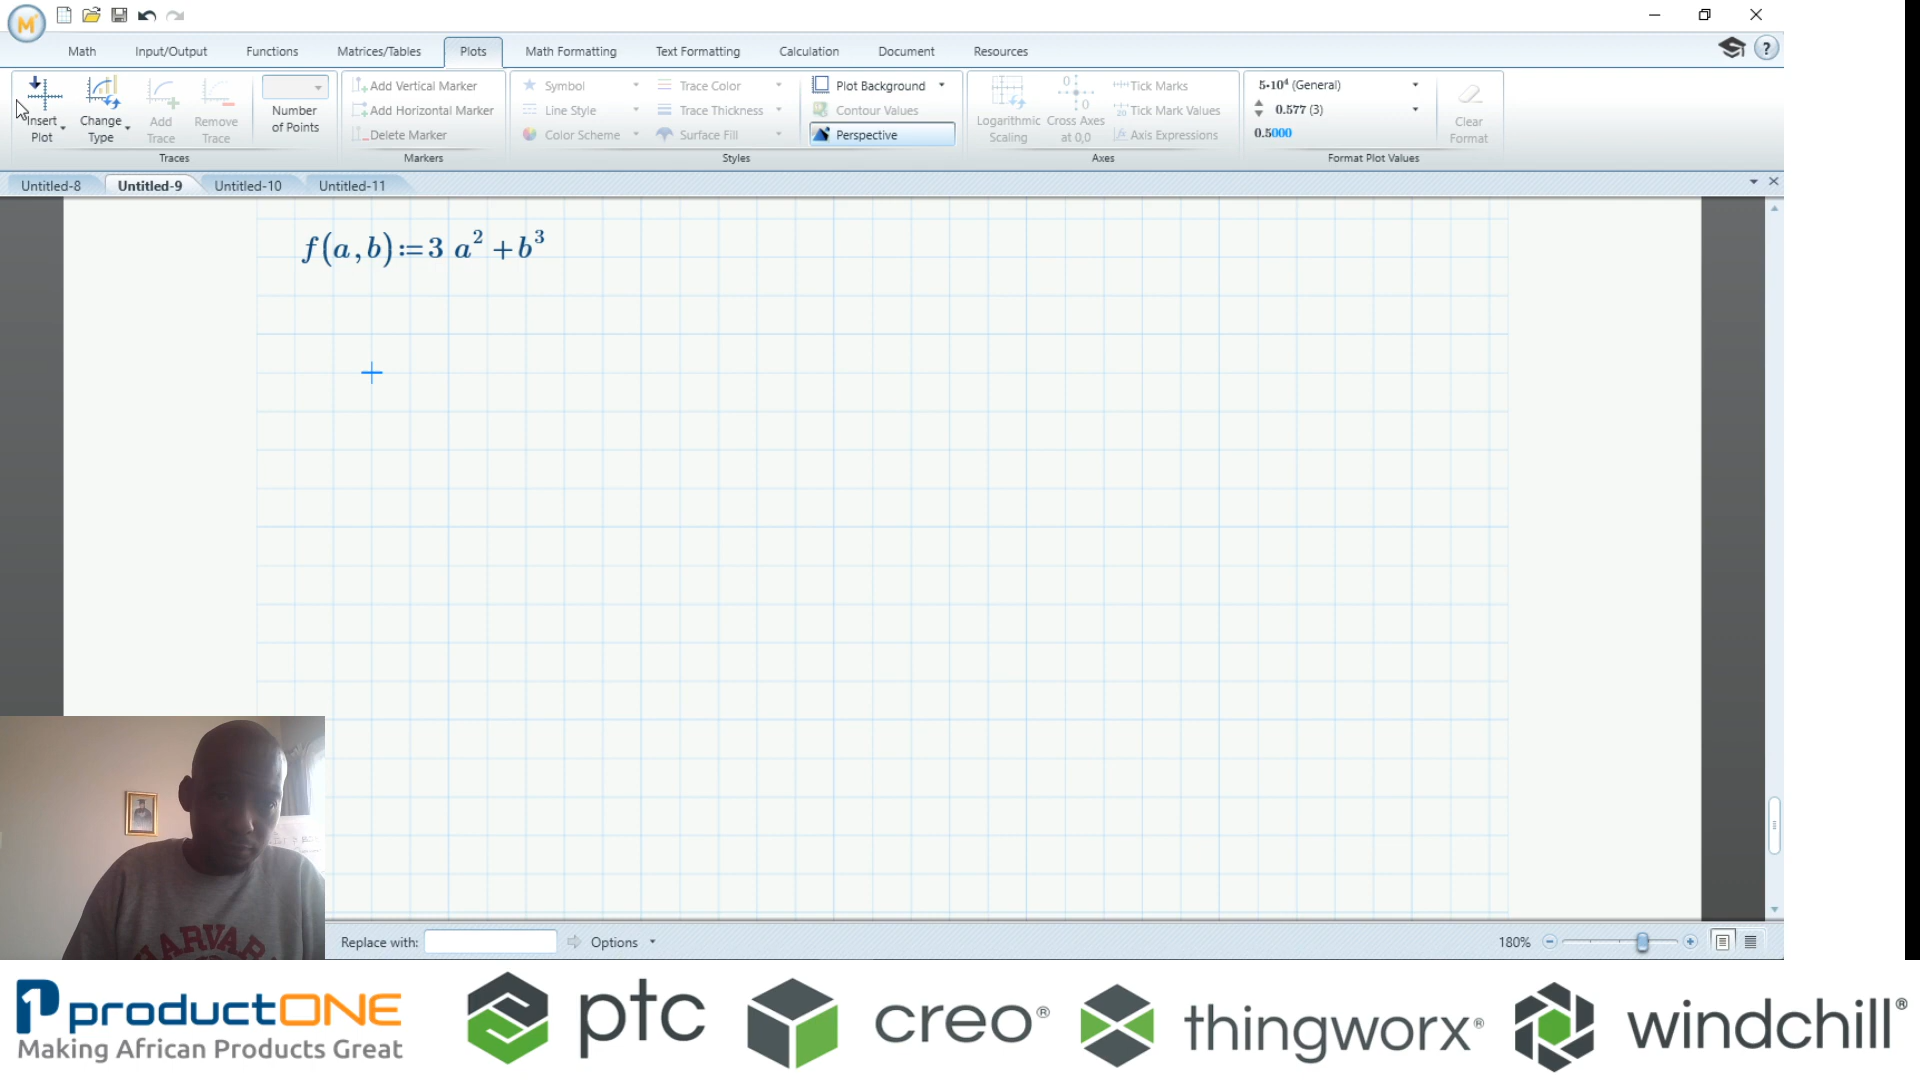 Math Input/Output Functions Matrices/Tables Plots Math Formatting Text Formatting Calculation Document Resources
Insert Plot
Change Type
Add Trace
Remove Trace
Number of Points
Traces
Add Vertical Marker
Add Horizontal Marker
Delete Marker
Markers
Symbol
Line Style
Color Scheme
Trace Color
Trace Thickness
Surface Fill
Plot Background
Contour Values
Perspective
Styles
Logarithmic Scaling
Cross Axes at 0,0
Tick Marks
Tick Mark Values
Axis Expressions
Axes
5•10⁴ (General)
0.577 (3)
0.5000
Clear Format
Format Plot Values
Untitled-8 Untitled-9 Untitled-10 Untitled-11
f(a,b):=3 a² +b³
HARVAR
Replace with: Options
180%
productONE ptc creo® thingworx® windchill®
Making African Products Great